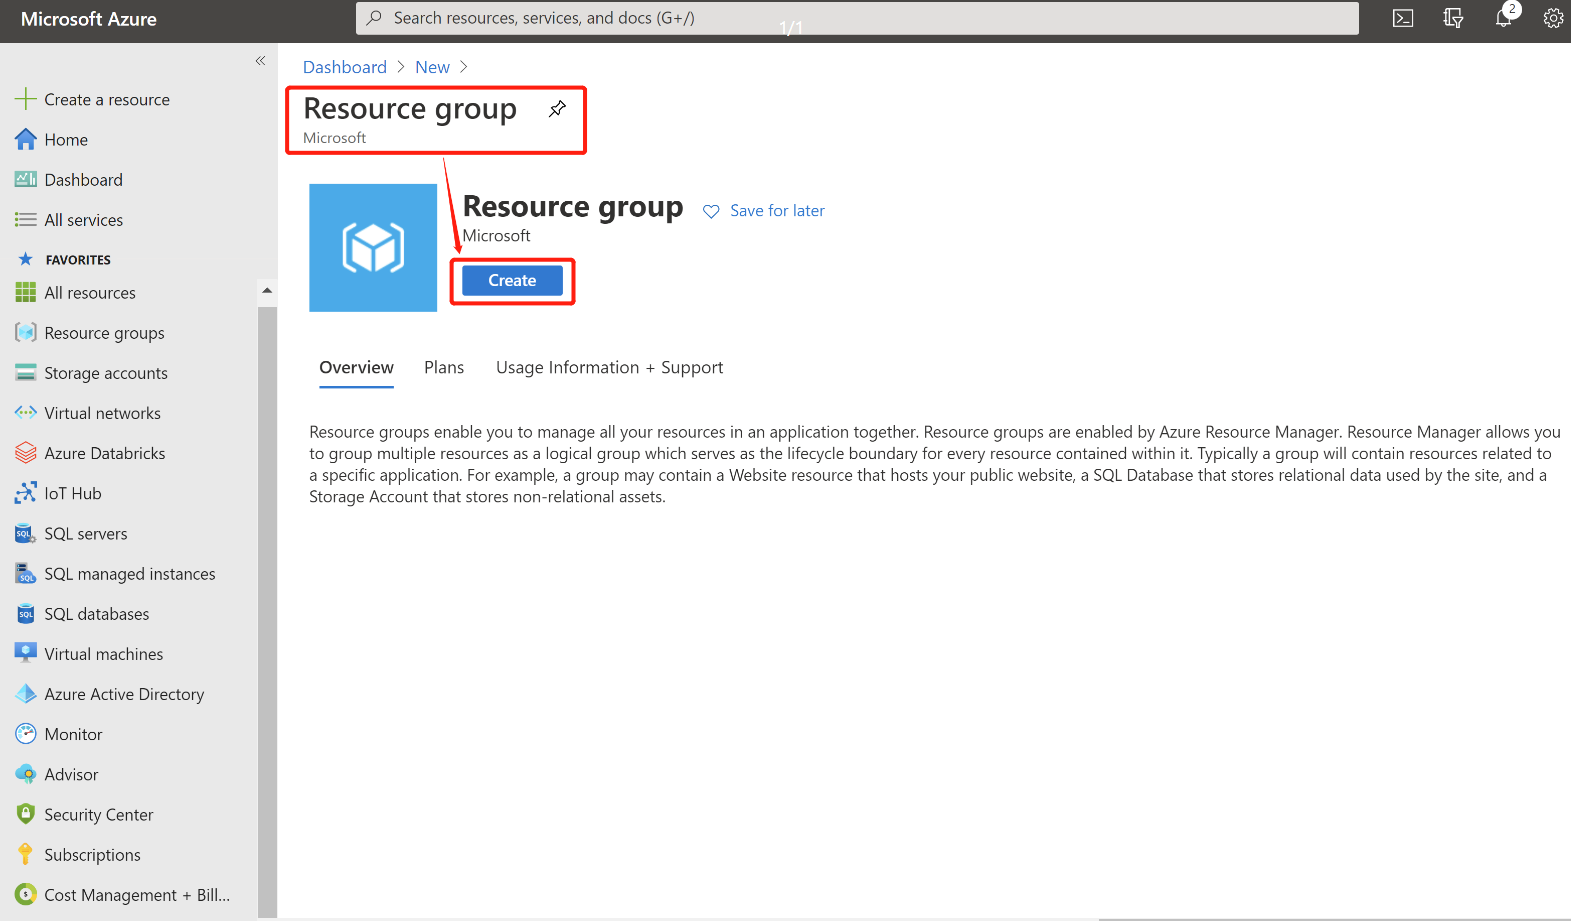 Microsoft Azure
Search resources, services, and docs (G+/)
1/1
2
Dashboard > New >
Resource group
Microsoft
Create a resource
Home
Dashboard
All services
FAVORITES
All resources
Resource groups
Storage accounts
Virtual networks
Azure Databricks
IoT Hub
SQL servers
SQL managed instances
SQL databases
Virtual machines
Azure Active Directory
Monitor
Advisor
Security Center
Subscriptions
Cost Management + Bill...
Resource group
Save for later
Microsoft
Create
Overview
Plans
Usage Information + Support
Resource groups enable you to manage all your resources in an application together. Resource groups are enabled by Azure Resource Manager. Resource Manager allows you
to group multiple resources as a logical group which serves as the lifecycle boundary for every resource contained within it. Typically a group will contain resources related to
a specific application. For example, a group may contain a Website resource that hosts your public website, a SQL Database that stores relational data used by the site, and a
Storage Account that stores non-relational assets.